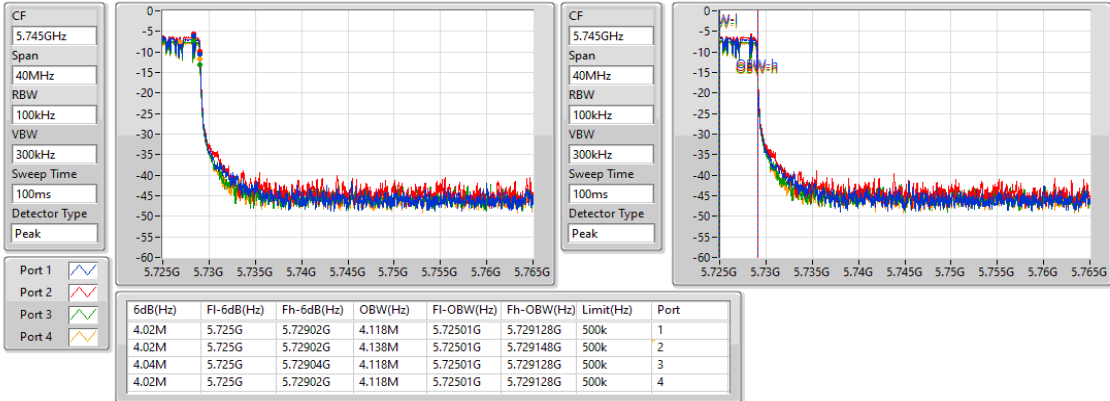 CF
5.745GHz
Span
40MHz
RBW
100kHz
VBW
300kHz
Sweep Time
100ms
Detector Type
Peak
0
-5
-10
-15
-20
-25
-30
-35
-40
-45
-50
-55
-60
5.725G 5.73G 5.735G 5.74G 5.745G 5.75G 5.755G 5.76G 5.765G
CF
5.745GHz
Span
40MHz
RBW
100kHz
VBW
300kHz
Sweep Time
100ms
Detector Type
Peak
0
-5
-10
-15
-20
-25
-30
-35
-40
-45
-50
-55
-60
OBW-h
5.725G 5.73G 5.735G 5.74G 5.745G 5.75G 5.755G 5.76G 5.765G
Port 1
Port 2
Port 3
Port 4
6dB(Hz) Fl-6dB(Hz) Fh-6dB(Hz) OBW(Hz) Fl-OBW(Hz) Fh-OBW(Hz) Limit(Hz) Port
4.02M 5.725G 5.72902G 4.118M 5.72501G 5.729128G 500k 1
4.02M 5.725G 5.72902G 4.138M 5.72501G 5.729148G 500k 2
4.04M 5.725G 5.72904G 4.118M 5.72501G 5.729128G 500k 3
4.02M 5.725G 5.72902G 4.118M 5.72501G 5.729128G 500k 4